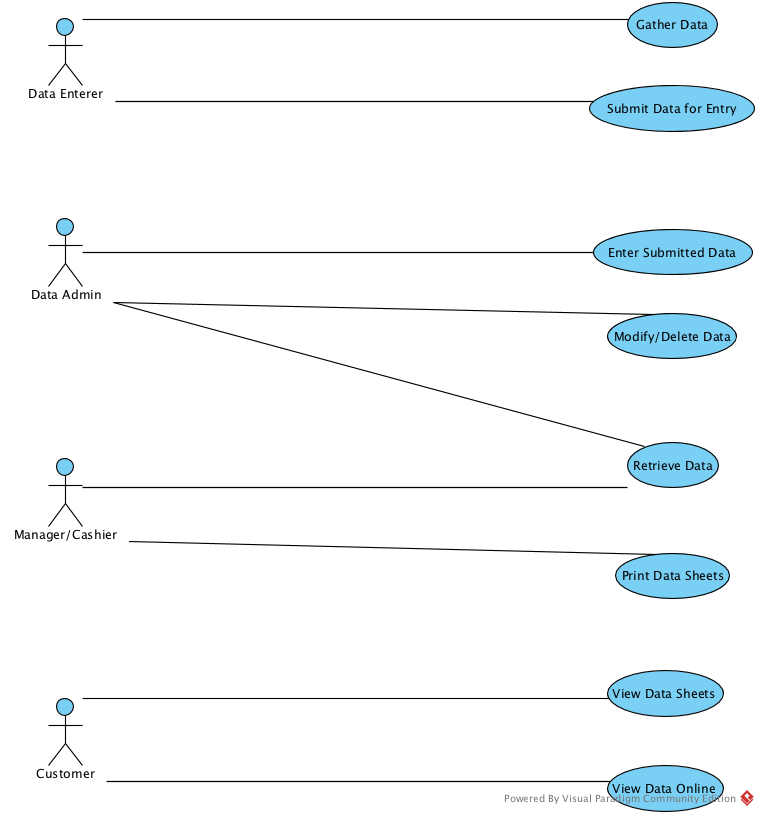 Gather Data
Data Enterer
Submit Data for Entry
Enter Submitted Data
Data Admin
Modify/Delete Data
Retrieve Data
Manager/Cashier
Print Data Sheets
View Data Sheets
Customer
View Data Online
Powered By Visual Paradigm Community Edition